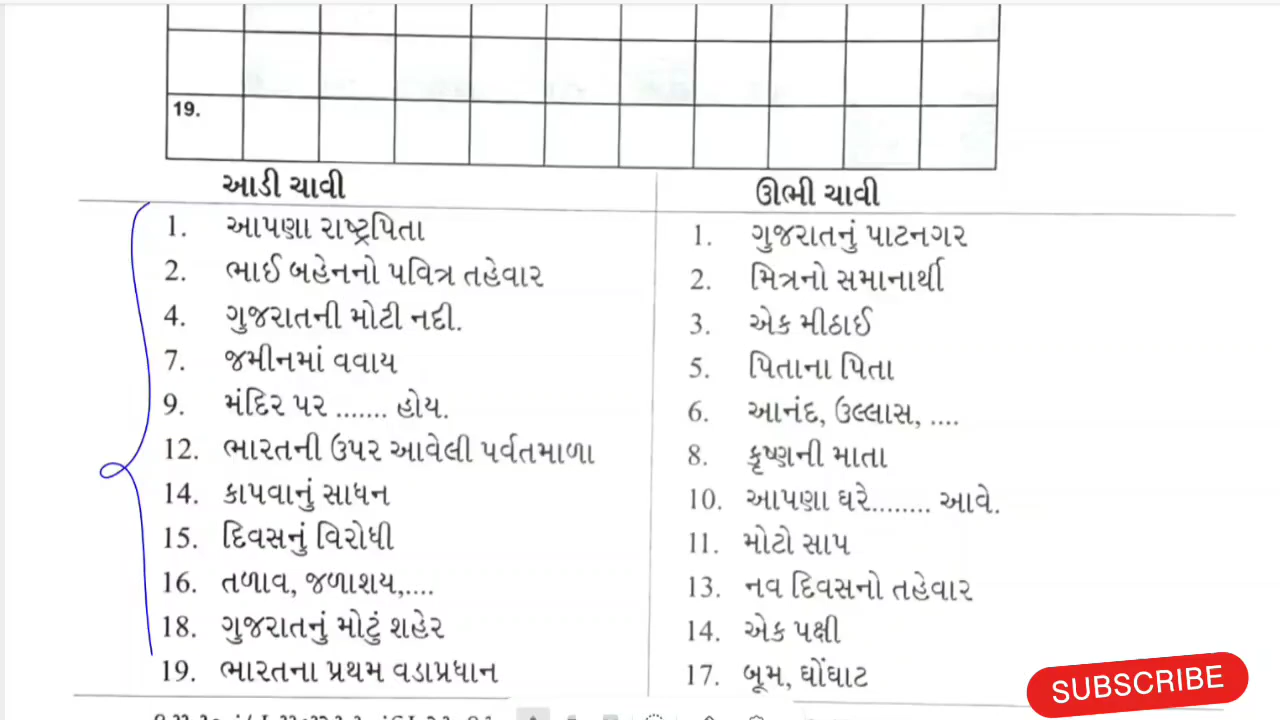 19.
આડી ચાવી
1. આપણા રાષ્ટ્રપિતા
2. ભાઈ બહેનનો પવિત્ર તહેવાર
4. ગુજરાતની મોટી નદી.
7. જમીનમાં વવાય
9. મંદિર પર ....... હોય.
12. ભારતની ઉપર આવેલી પર્વતમાળા
14. કાપવાનું સાધન
15. દિવસનું વિરોધી
16. તળાવ, જળાશય,....
18. ગુજરાતનું મોટું શહેર
19. ભારતના પ્રથમ વડાપ્રધાન
ઊભી ચાવી
1. ગુજરાતનું પાટનગર
2. મિત્રનો સમાનાર્થી
3. એક મીઠાઈ
5. પિતાના પિતા
6. આનંદ, ઉલ્લાસ, ....
8. કૃષ્ણની માતા
10. આપણા ઘરે........ આવે.
11. મોટો સાપ
13. નવ દિવસનો તહેવાર
14. એક પક્ષી
17. બૂમ, ઘોંઘાટ
SUBSCRIBE